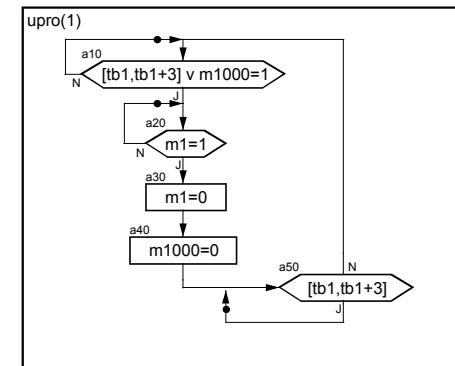 upro(1)
a10
[tb1,tb1+3] v m1000=1
N
J
a20
m1=1
N
J
a30
m1=0
a40
m1000=0
a50
N
[tb1,tb1+3]
J